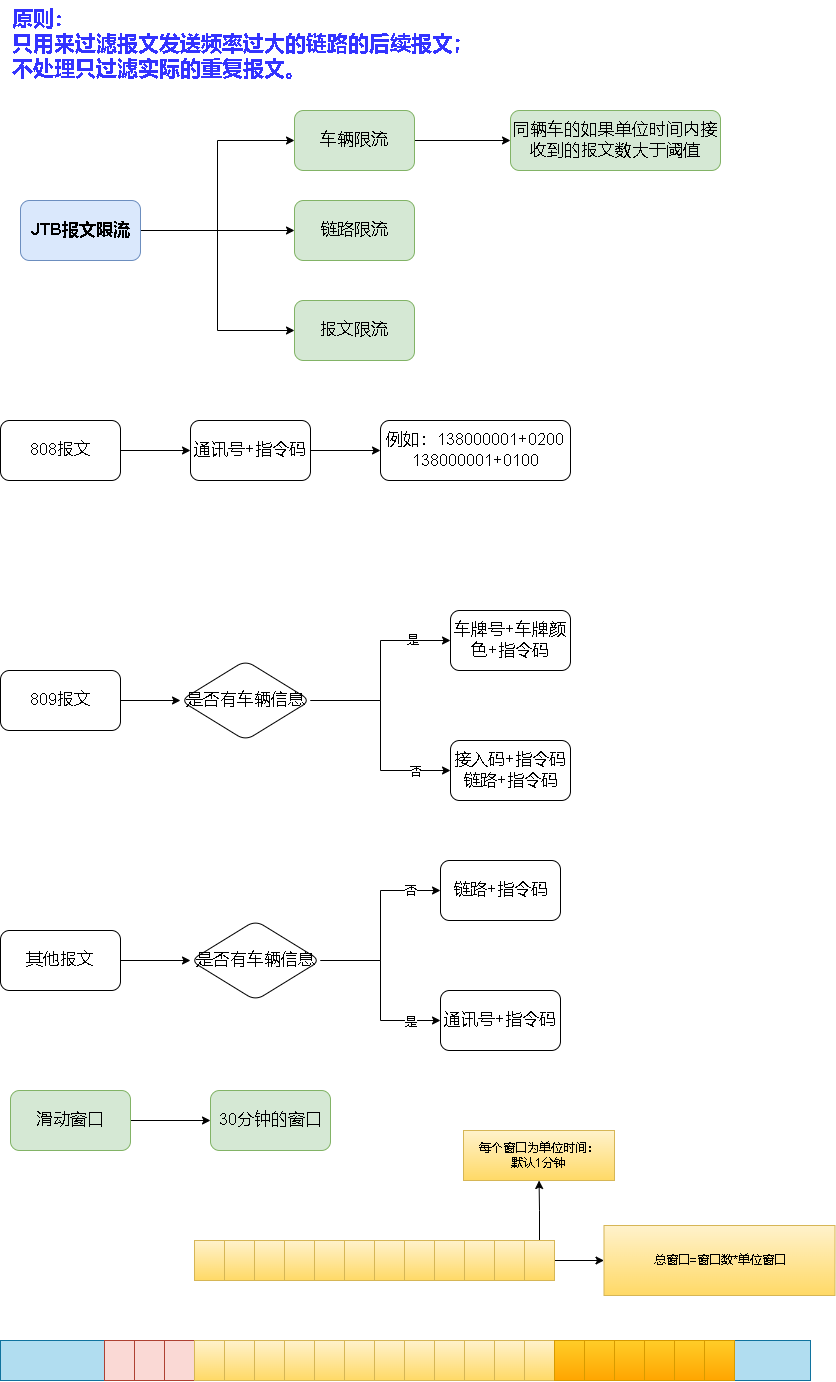 原则：
只用来过滤报文发送频率过大的链路的后续报文；
不处理只过滤实际的重复报文。
车辆限流
同辆车的如果单位时间内接
收到的报文数大于阈值
JTB报文限流
链路限流
报文限流
808报文
通讯号+指令码
例如：138000001+0200
138000001+0100
是
车牌号+车牌颜
色+指令码
809报文
是否有车辆信息
否
接入码+指令码
链路+指令码
否
链路+指令码
其他报文
是否有车辆信息
是
通讯号+指令码
滑动窗口
30分钟的窗口
每个窗口为单位时间：
默认1分钟
总窗口=窗口数*单位窗口